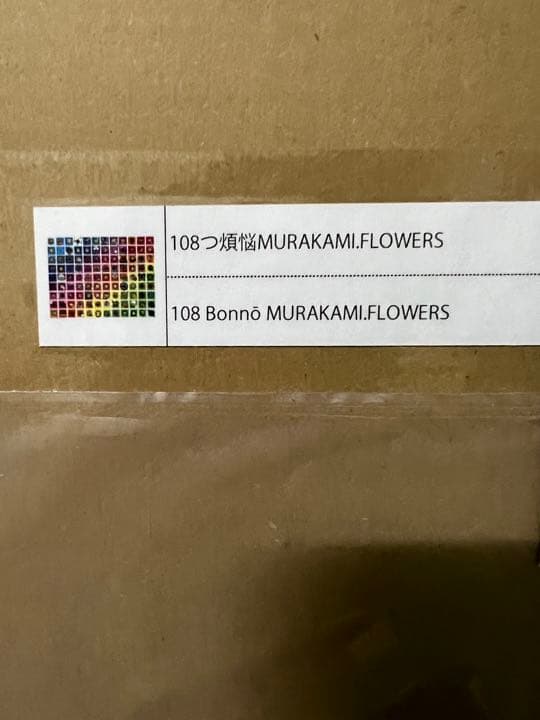 108つ煩悩MURAKAMI.FLOWERS
108 Bonnō MURAKAMI.FLOWERS